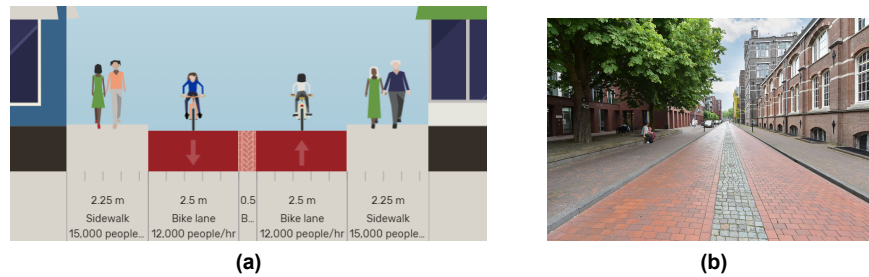 2.25 m
2.5 m
0.5
2.5 m
2.25 m
Sidewalk
Bike lane
B...
Bike lane
Sidewalk
15,000 people...
12,000 people/hr
12,000 people/hr
15,000 people...
(a)
(b)